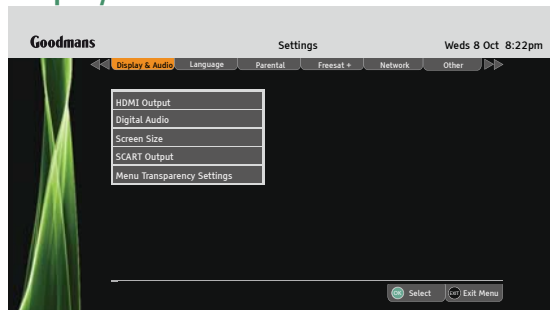 Goodmans Settings Weds 8 Oct 8:22pm
Display & Audio Language Parental Freesat + Network Other
HDMI Output
Digital Audio
Screen Size
SCART Output
Menu Transparency Settings
OK Select EXIT Exit Menu